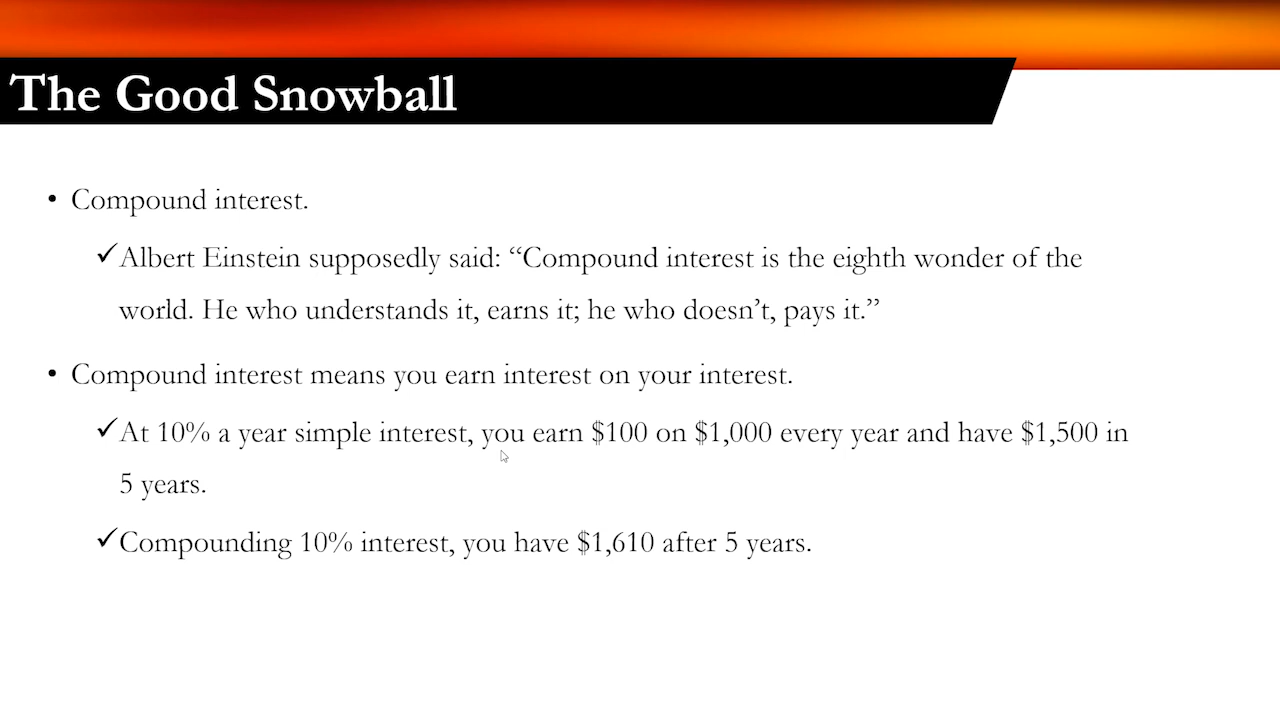 The Good Snowball
• Compound interest.
✓Albert Einstein supposedly said: “Compound interest is the eighth wonder of the
world. He who understands it, earns it; he who doesn’t, pays it.”
• Compound interest means you earn interest on your interest.
✓At 10% a year simple interest, you earn $100 on $1,000 every year and have $1,500 in
5 years.
✓Compounding 10% interest, you have $1,610 after 5 years.